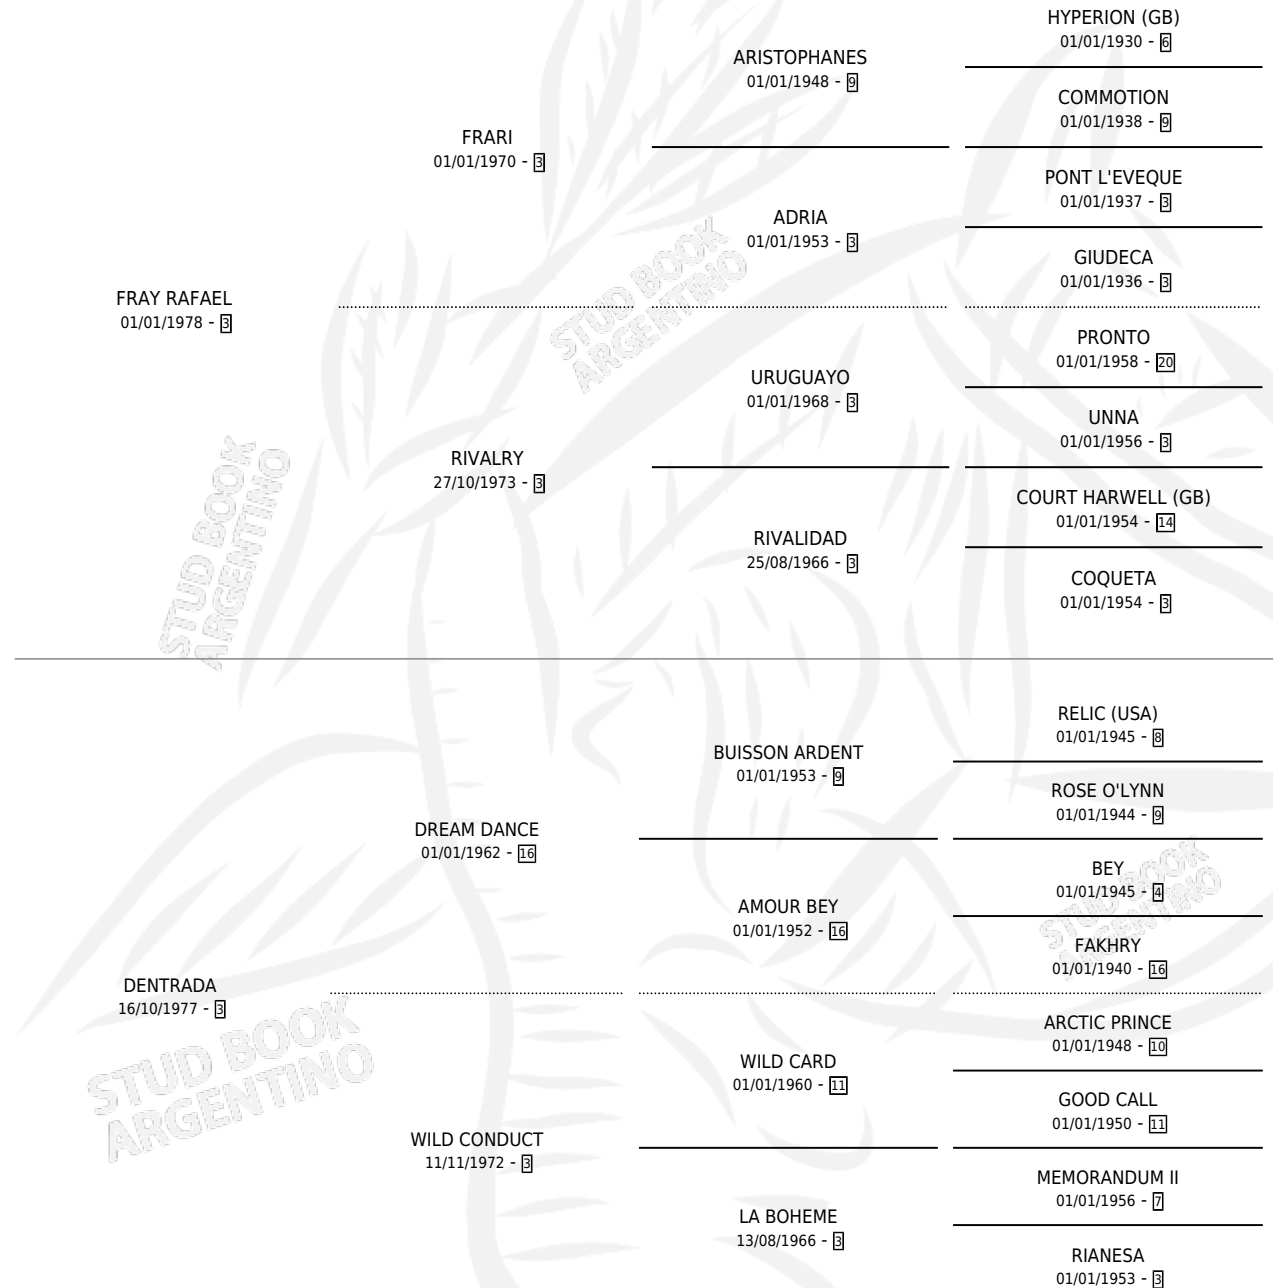 HYPERION (GB)
01/01/1930 - 6
ARISTOPHANES
01/01/1948 - 9
COMMOTION
01/01/1938 - 9
FRARI
01/01/1970 - 3
PONT L'EVEQUE
01/01/1937 - 3
ADRIA
01/01/1953 - 3
GIUDECA
01/01/1936 - 3
FRAY RAFAEL
01/01/1978 - 3
PRONTO
01/01/1958 - 20
URUGUAYO
01/01/1968 - 3
UNNA
01/01/1956 - 3
RIVALRY
27/10/1973 - 3
COURT HARWELL (GB)
01/01/1954 - 14
RIVALIDAD
25/08/1966 - 3
COQUETA
01/01/1954 - 3
RELIC (USA)
01/01/1945 - 8
BUISSON ARDENT
01/01/1953 - 9
ROSE O'LYNN
01/01/1944 - 9
DREAM DANCE
01/01/1962 - 16
BEY
01/01/1945 - 4
AMOUR BEY
01/01/1952 - 16
FAKHRY
01/01/1940 - 16
DENTRADA
16/10/1977 - 3
ARCTIC PRINCE
01/01/1948 - 10
WILD CARD
01/01/1960 - 11
GOOD CALL
01/01/1950 - 11
WILD CONDUCT
11/11/1972 - 3
MEMORANDUM II
01/01/1956 - 7
LA BOHEME
13/08/1966 - 3
RIANESA
01/01/1953 - 3
STUD BOOK
ARGENTINO
STUD BOOK
ARGENTINO
STUD BOOK
ARGENTINO
STUD BOOK
ARGENTINO